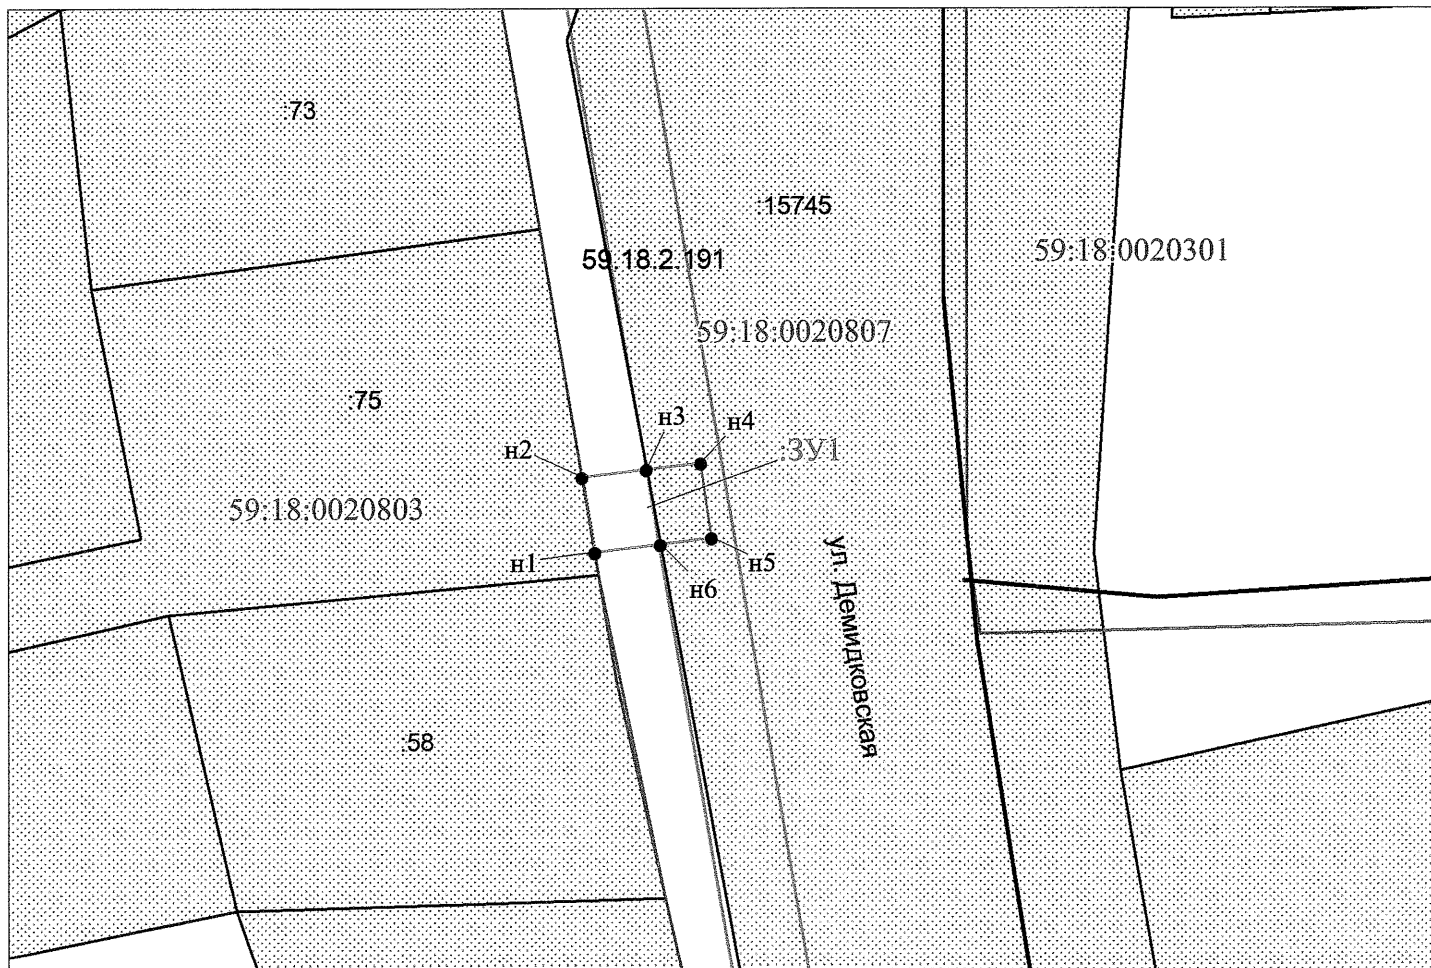 :73
:15745
59:18:0020301
59.18.2.191
59:18:0020807
:75
н3
н4
н2
:ЗУ1
59:18:0020803
н1
н5
н6
ул. Демидковская
:58